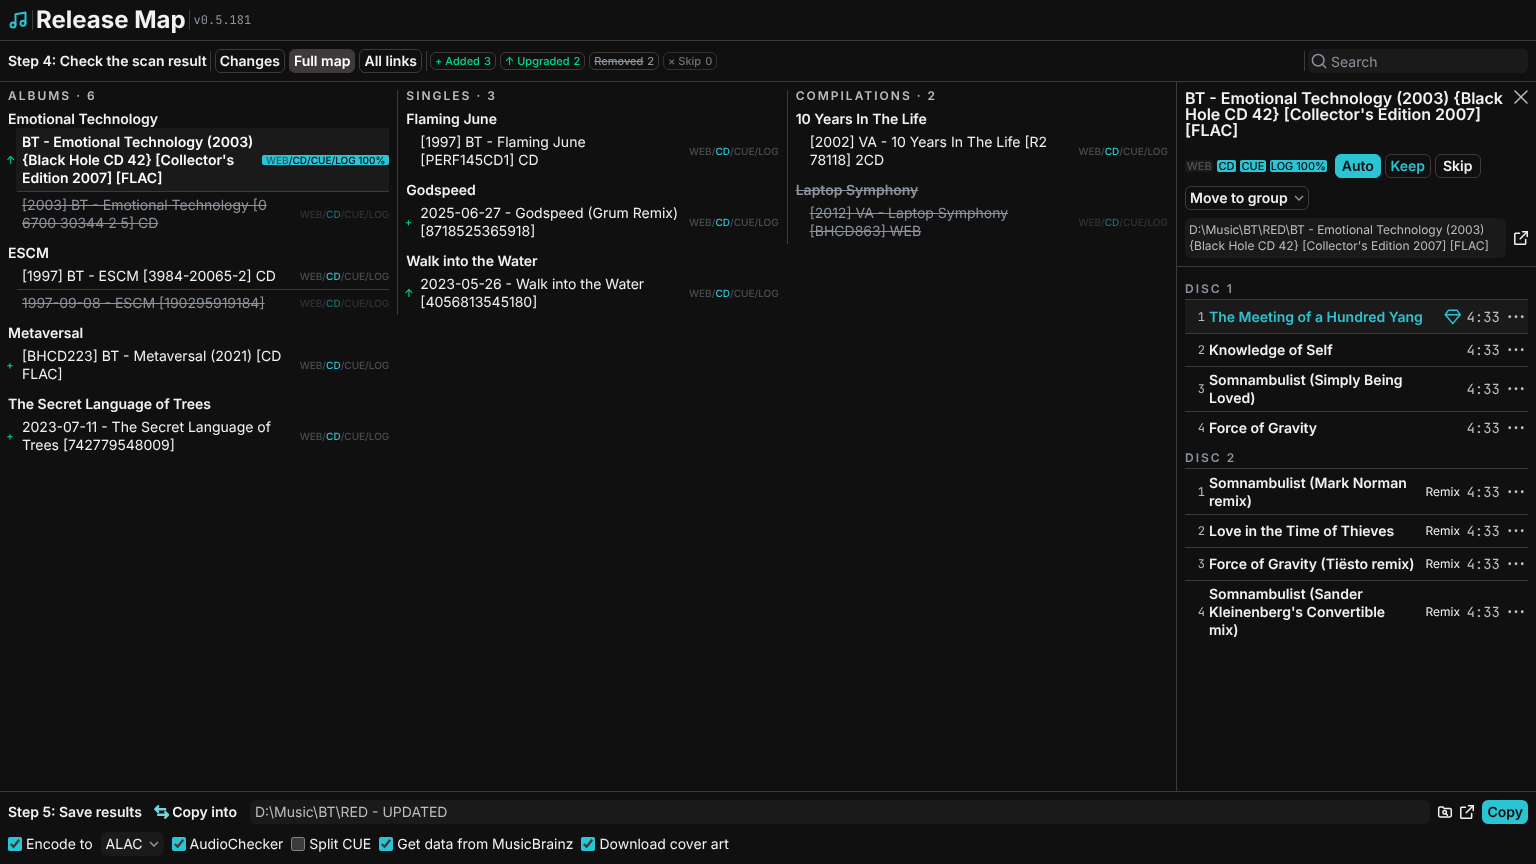 Release Map v0.5.181
Step 4: Check the scan result Changes Full map All links + Added 3 ↑ Upgraded 2 Removed 2 × Skip 0 Search
ALBUMS · 6
Emotional Technology
BT - Emotional Technology (2003)
{Black Hole CD 42} [Collector's
Edition 2007] [FLAC]
WEB/CD/CUE/LOG 100%
[2003] BT - Emotional Technology [0
6700 30344 2 5] CD
WEB/CD/CUE/LOG
ESCM
[1997] BT - ESCM [3984-20065-2] CD WEB/CD/CUE/LOG
1997-09-08 - ESCM [190295919184] WEB/CD/CUE/LOG
Metaversal
[BHCD223] BT - Metaversal (2021) [CD
FLAC]
WEB/CD/CUE/LOG
The Secret Language of Trees
2023-07-11 - The Secret Language of
Trees [742779548009]
WEB/CD/CUE/LOG
SINGLES · 3
Flaming June
[1997] BT - Flaming June
[PERF145CD1] CD
WEB/CD/CUE/LOG
Godspeed
2025-06-27 - Godspeed (Grum Remix)
[8718525365918]
WEB/CD/CUE/LOG
Walk into the Water
2023-05-26 - Walk into the Water
[4056813545180]
WEB/CD/CUE/LOG
COMPILATIONS · 2
10 Years In The Life
[2002] VA - 10 Years In The Life [R2
78118] 2CD
WEB/CD/CUE/LOG
Laptop Symphony
[2012] VA - Laptop Symphony
[BHCD863] WEB
WEB/CD/CUE/LOG
BT - Emotional Technology (2003) {Black
Hole CD 42} [Collector's Edition 2007]
[FLAC]
WEB CD CUE LOG 100% Auto Keep Skip
Move to group
D:\Music\BT\RED\BT - Emotional Technology (2003)
{Black Hole CD 42} [Collector's Edition 2007] [FLAC]
DISC 1
1 The Meeting of a Hundred Yang 4:33
2 Knowledge of Self 4:33
3 Somnambulist (Simply Being
Loved) 4:33
4 Force of Gravity 4:33
DISC 2
1 Somnambulist (Mark Norman
remix) Remix 4:33
2 Love in the Time of Thieves Remix 4:33
3 Force of Gravity (Tiësto remix) Remix 4:33
4 Somnambulist (Sander
Kleinenberg's Convertible
mix) Remix 4:33
Step 5: Save results Copy into D:\Music\BT\RED - UPDATED Copy
Encode to ALAC AudioChecker Split CUE Get data from MusicBrainz Download cover art